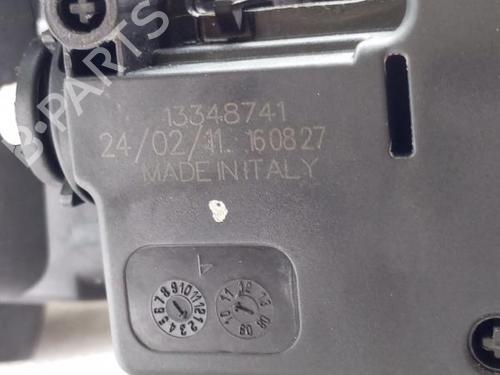 13348741
24/02/11. 160827
MADE IN ITALY
B-PARTS